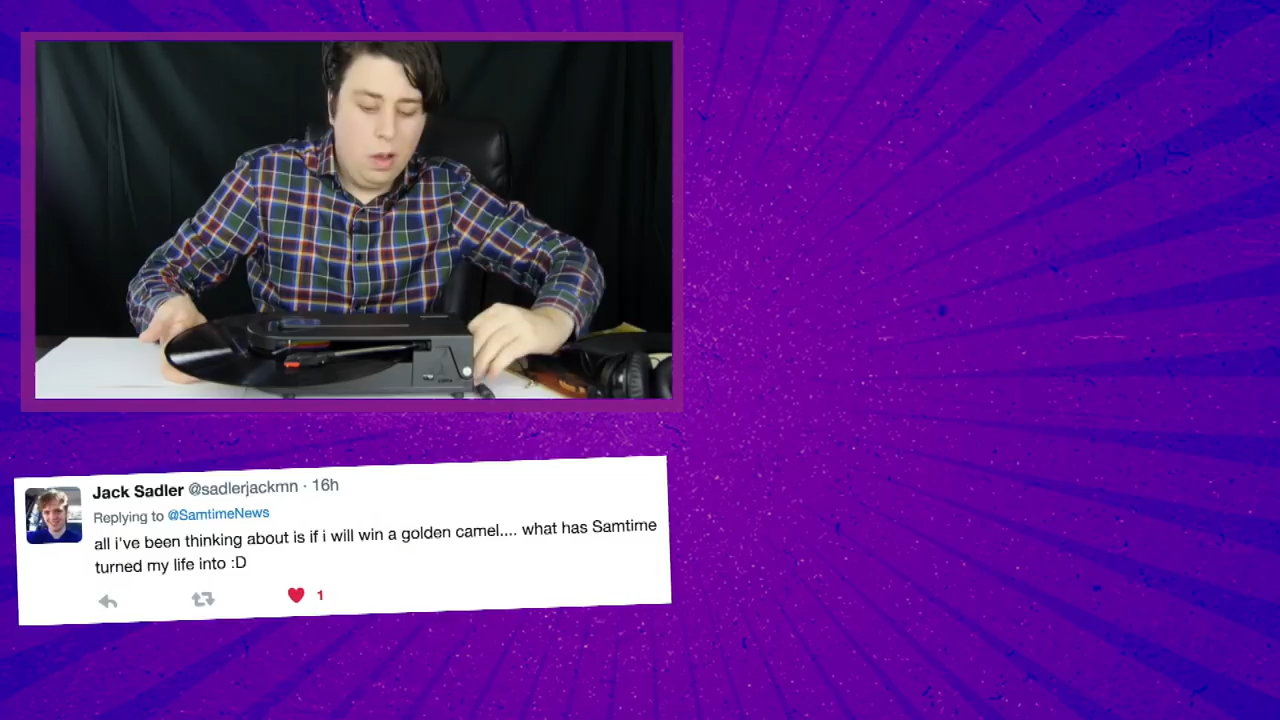 Jack Sadler @sadlerjackmn · 16h
Replying to @SamtimeNews
all i've been thinking about is if i will win a golden camel.... what has Samtime
turned my life into :D
1